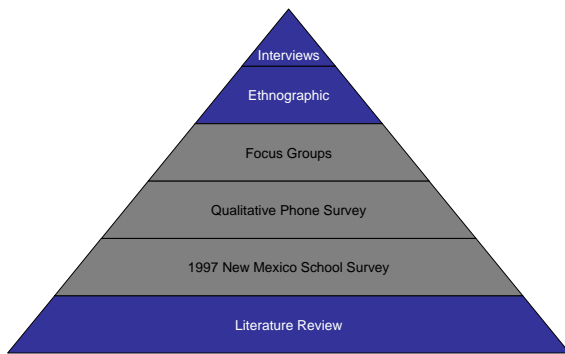 Interviews
Ethnographic
Focus Groups
Qualitative Phone Survey
1997 New Mexico School Survey
Literature Review